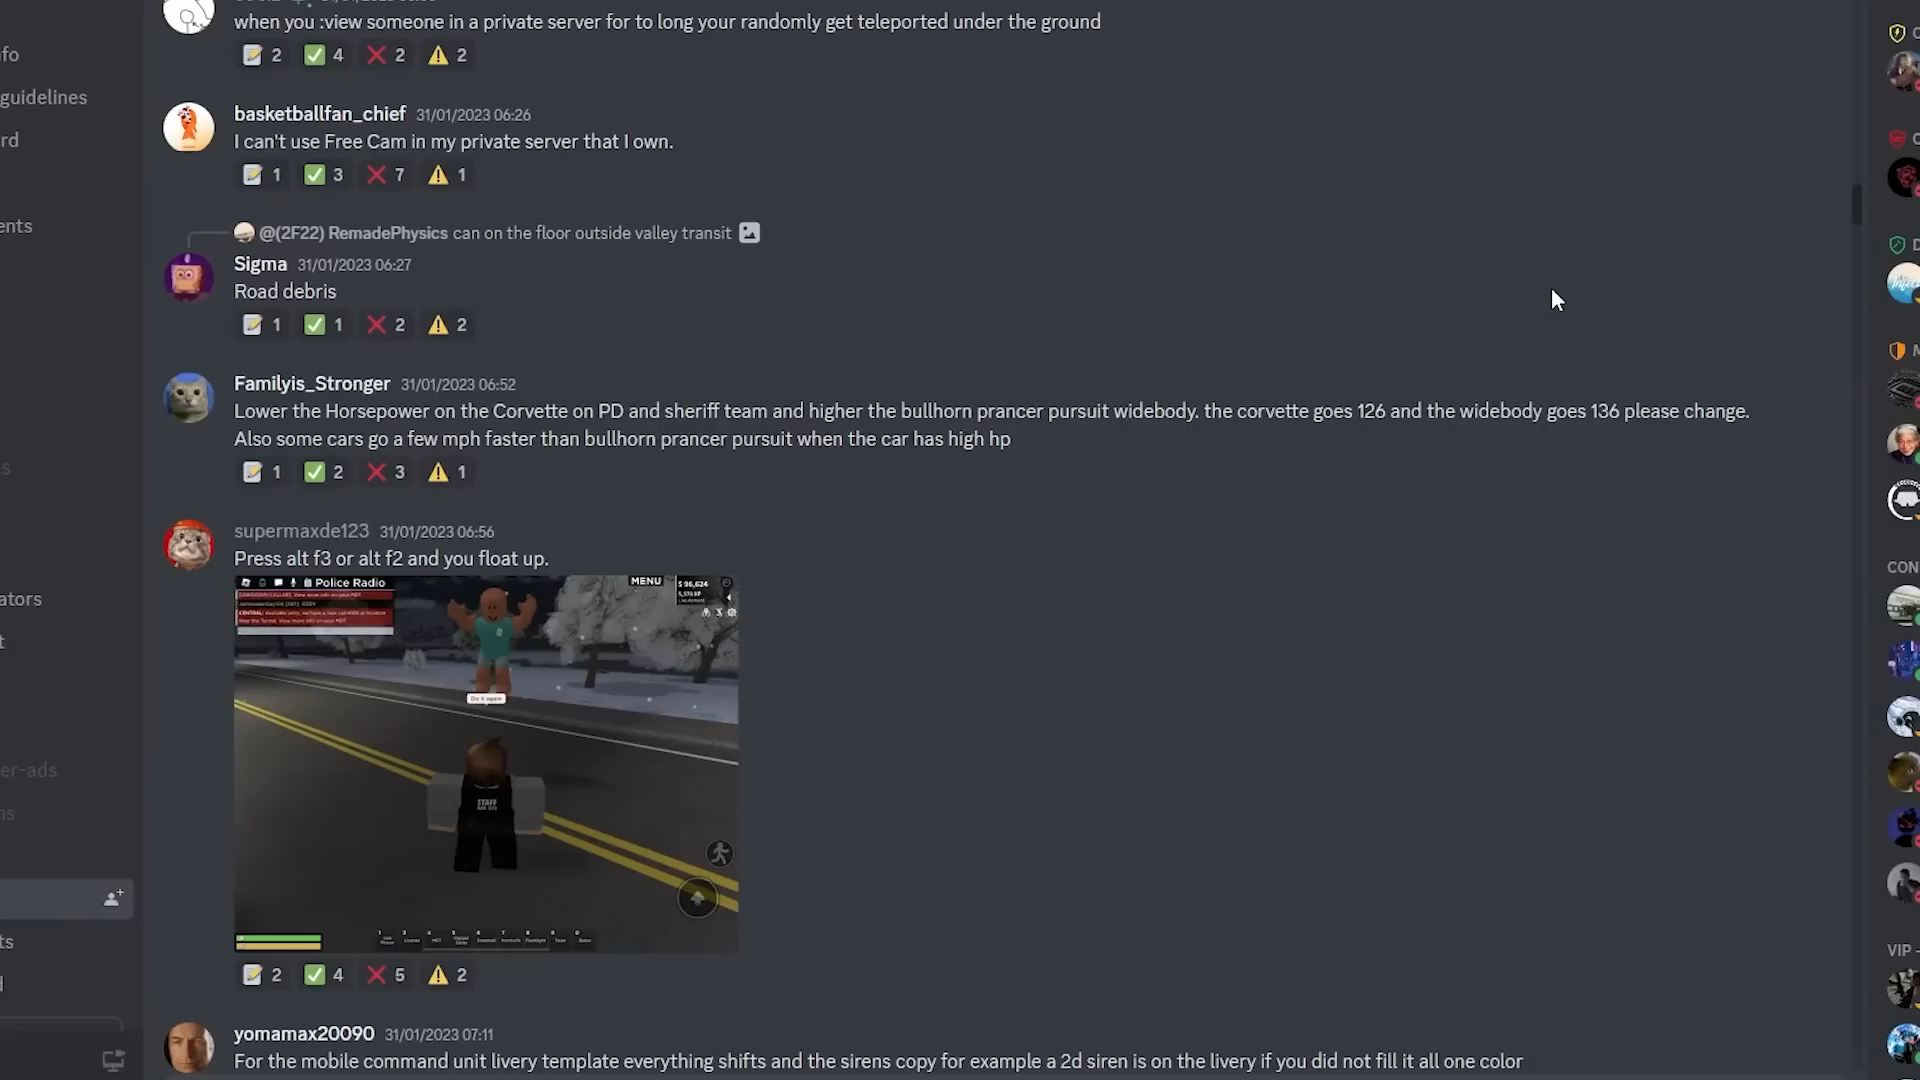 when you :view someone in a private server for to long your randomly get teleported under the ground
2 4 2 2
fo
guidelines
rd
basketballfan_chief 31/01/2023 06:26
I can't use Free Cam in my private server that I own.
1 3 7 1
ents
@(2F22) RemadePhysics can on the floor outside valley transit
Sigma 31/01/2023 06:27
Road debris
1 1 2 2
Familyis_Stronger 31/01/2023 06:52
Lower the Horsepower on the Corvette on PD and sheriff team and higher the bullhorn prancer pursuit widebody. the corvette goes 126 and the widebody goes 136 please change.
Also some cars go a few mph faster than bullhorn prancer pursuit when the car has high hp
1 2 3 1
s
supermaxde123 31/01/2023 06:56
Press alt f3 or alt f2 and you float up.
CON
Police Radio
MENU
$96,624
ators
t
Do it again
er-ads
ns
STAFF
ts
d
VIP -
2 4 5 2
yomamax20090 31/01/2023 07:11
For the mobile command unit livery template everything shifts and the sirens copy for example a 2d siren is on the livery if you did not fill it all one color